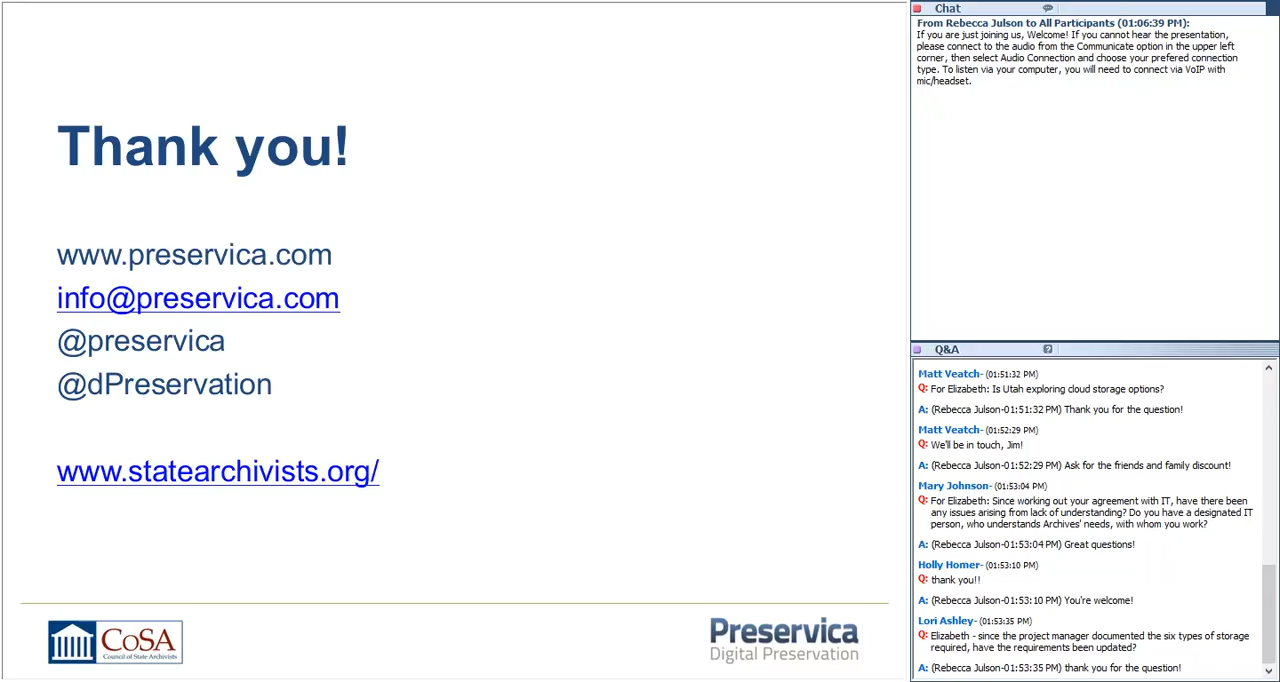 Thank you!
www.preservica.com
info@preservica.com
@preservica
@dPreservation
www.statearchivists.org/
CoSA
Council of State Archivists
Preservica
Digital Preservation
Chat
From Rebecca Julson to All Participants (01:06:39 PM):
If you are just joining us, Welcome! If you cannot hear the presentation,
please connect to the audio from the Communicate option in the upper left
corner, then select Audio Connection and choose your prefered connection
type. To listen via your computer, you will need to connect via VoIP with
mic/headset.
Q&A
Matt Veatch- (01:51:32 PM)
Q: For Elizabeth: Is Utah exploring cloud storage options?
A: (Rebecca Julson-01:51:32 PM) Thank you for the question!
Matt Veatch- (01:52:29 PM)
Q: We'll be in touch, Jim!
A: (Rebecca Julson-01:52:29 PM) Ask for the friends and family discount!
Mary Johnson- (01:53:04 PM)
Q: For Elizabeth: Since working out your agreement with IT, have there been
any issues arising from lack of understanding? Do you have a designated IT
person, who understands Archives' needs, with whom you work?
A: (Rebecca Julson-01:53:04 PM) Great questions!
Holly Homer- (01:53:10 PM)
Q: thank you!!
A: (Rebecca Julson-01:53:10 PM) You're welcome!
Lori Ashley- (01:53:35 PM)
Q: Elizabeth - since the project manager documented the six types of storage
required, have the requirements been updated?
A: (Rebecca Julson-01:53:35 PM) thank you for the question!